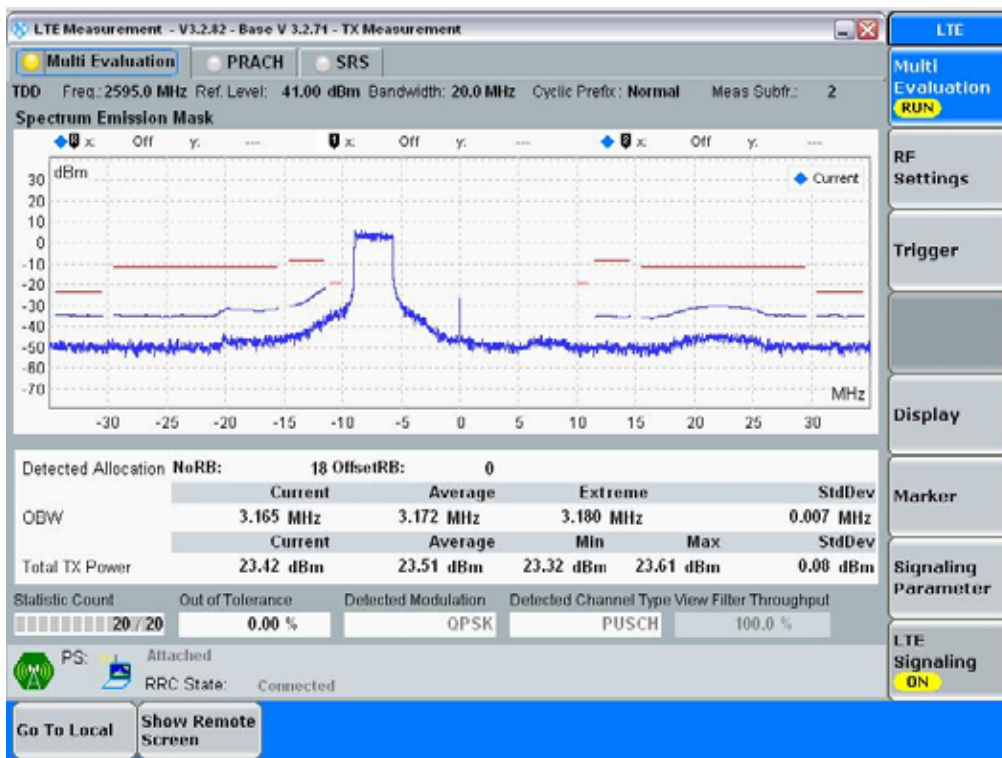 LTE Measurement - V3.2.82 - Base V 3.2.71 - TX Measurement
LTE
Multi Evaluation PRACH SRS
Multi
Evaluation
RUN
TDD Freq.: 2595.0 MHz Ref. Level: 41.00 dBm Bandwidth: 20.0 MHz Cyclic Prefix: Normal Meas Subfr.: 2
Spectrum Emission Mask
0 x: Off y: --- 1 x: Off y: --- 2 x: Off y: ---
dBm
Current
30
20
10
0
-10
-20
-30
-40
-50
-60
-70
MHz
-30 -25 -20 -15 -10 -5 0 5 10 15 20 25 30
RF
Settings
Trigger
Display
Marker
Signaling
Parameter
LTE
Signaling
ON
Detected Allocation NoRB: 18 OffsetRB: 0
Current Average Extreme StdDev
OBW 3.165 MHz 3.172 MHz 3.180 MHz 0.007 MHz
Current Average Min Max StdDev
Total TX Power 23.42 dBm 23.51 dBm 23.32 dBm 23.61 dBm 0.08 dBm
Statistic Count Out of Tolerance Detected Modulation Detected Channel Type View Filter Throughput
20 / 20 0.00 % QPSK PUSCH 100.0 %
PS: Attached
RRC State: Connected
Go To Local
Show Remote
Screen